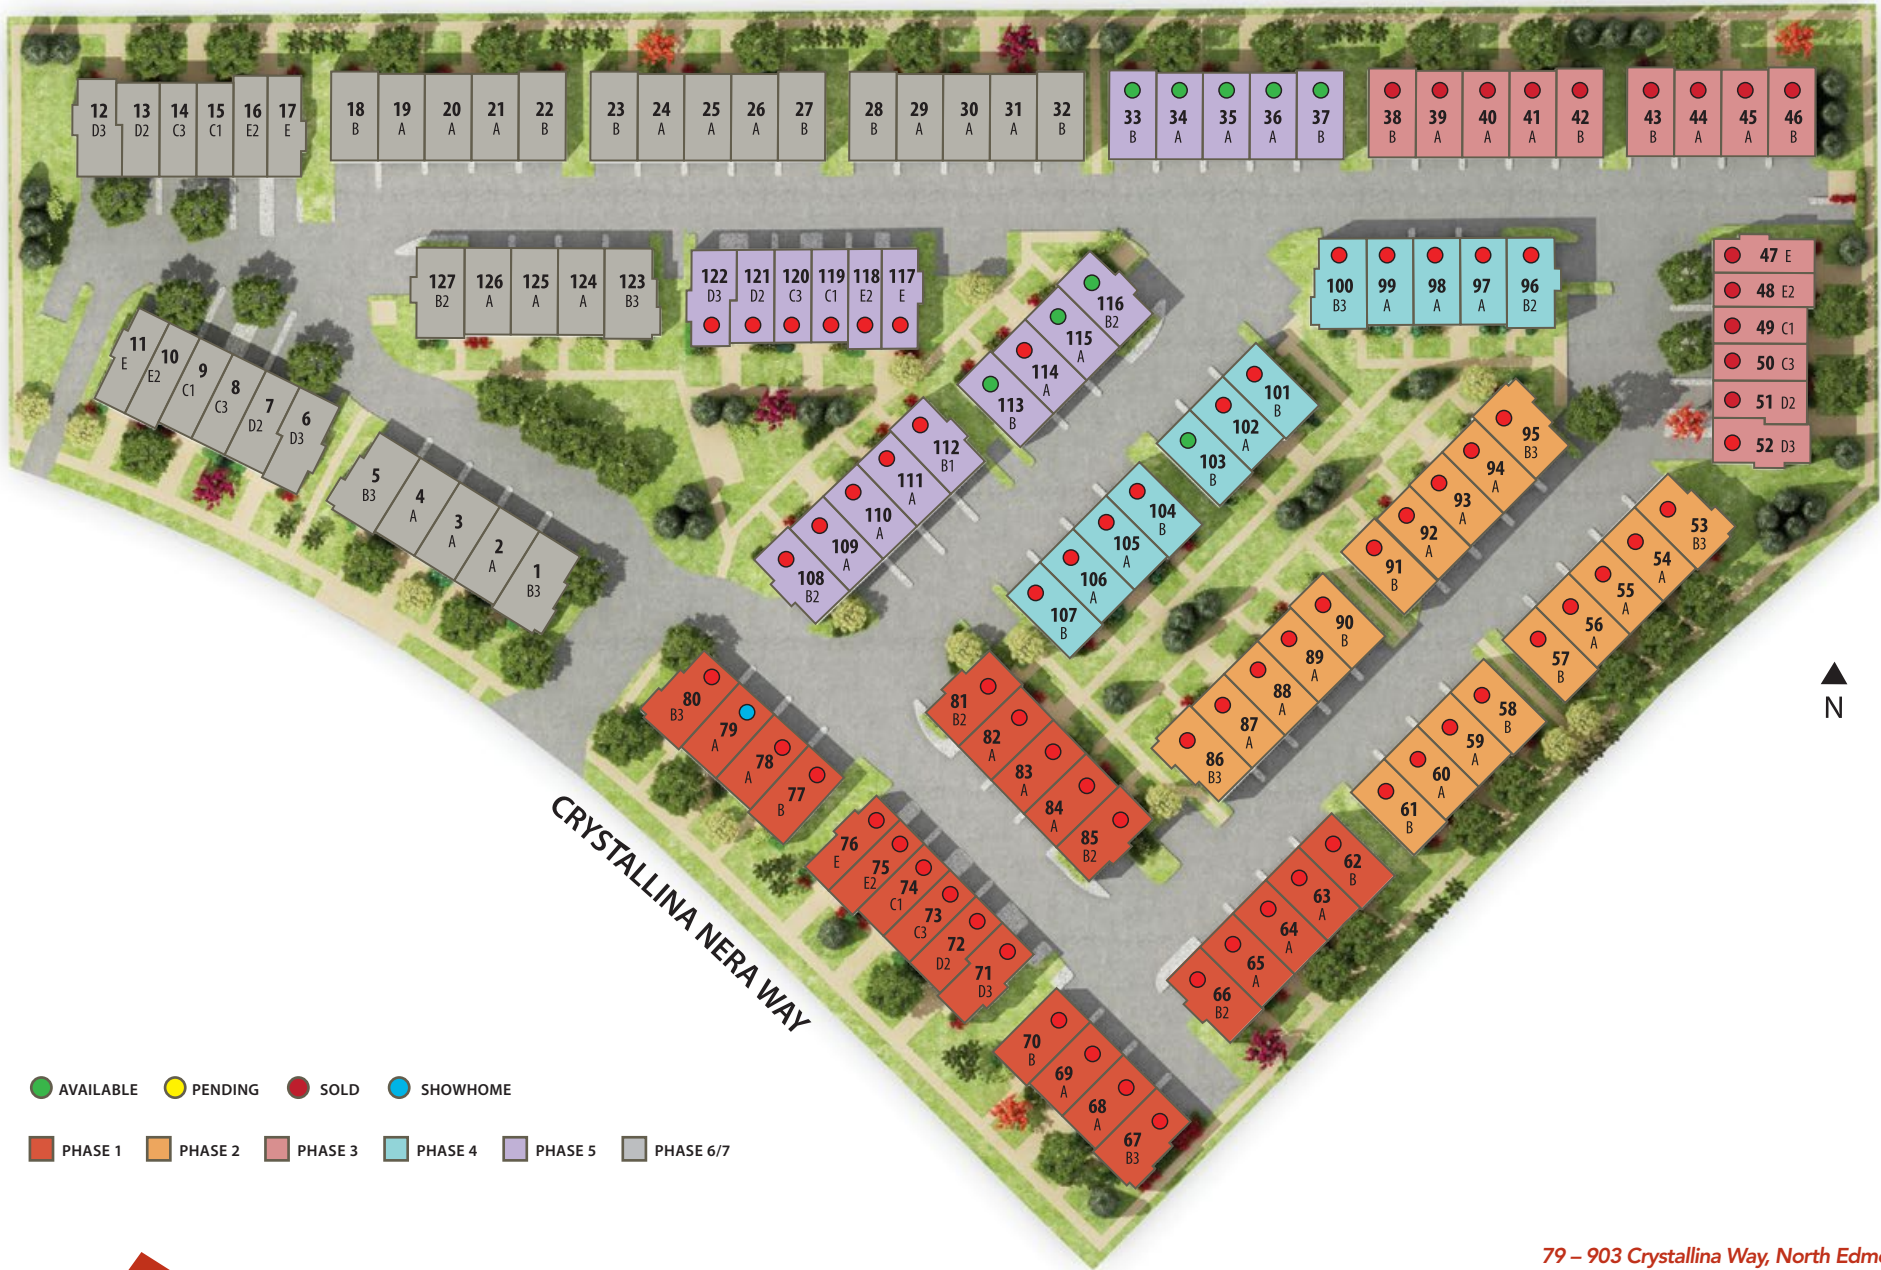 12 13 14 15 16 17
D3 D2 C3 C1 E2 E
18 19 20 21 22
B A A A B
23 24 25 26 27
B A A A B
28 29 30 31 32
B A A A B
33 34 35 36 37
B A A A B
38 39 40 41 42
B A A A B
43 44 45 46
B A A B
127 126 125 124 123
B2 A A A B3
122 121 120 119 118 117
D3 D2 C3 C1 E2 E
116
B2
115
A
114
A
113
B
100 99 98 97 96
B3 A A A B2
47 E
48 E2
49 C1
50 C3
51 D2
52 D3
11
E
10
E2
9
C1
8
C3
7
D2
6
D3
5
B3
4
A
3
A
2
A
1
B3
112
B1
111
A
110
A
109
A
108
B2
101
B
102
A
103
B
104
B
105
A
106
A
107
B
95
B3
94
A
93
A
92
A
91
B
90
B
89
A
88
A
87
A
86
B3
53
B3
54
A
55
A
56
A
57
B
58
B
59
A
60
A
61
B
62
B
63
A
64
A
65
A
66
B2
80
B3
79
A
78
A
77
B
81
B2
82
A
83
A
84
A
85
B2
76
E
75
E2
74
C1
73
C3
72
D2
71
D3
70
B
69
A
68
A
67
B3
N
CRYSTALLINA NERA WAY
AVAILABLE PENDING SOLD SHOWHOME
PHASE 1 PHASE 2 PHASE 3 PHASE 4 PHASE 5 PHASE 6/7
79 – 903 Crystallina Way, North Edm